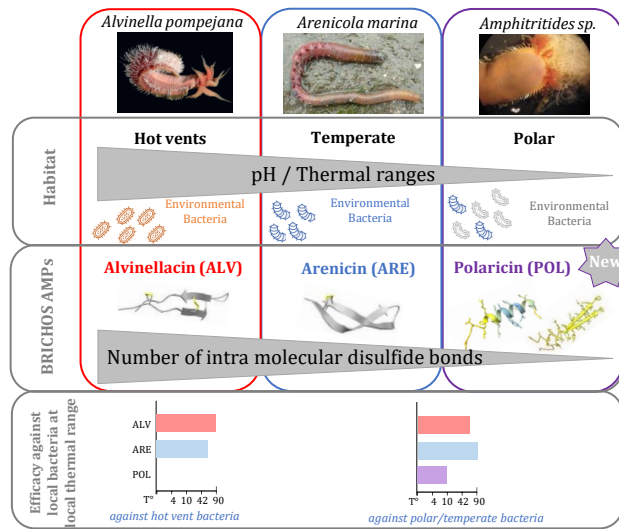 Alvinella pompejana
Arenicola marina
Amphitritides sp.
Habitat
Hot vents
Temperate
Polar
pH / Thermal ranges
Environmental
Bacteria
Environmental
Bacteria
Environmental
Bacteria
BRICHOS AMPs
Alvinellacin (ALV)
Arenicin (ARE)
Polaricin (POL)
New
Number of intra molecular disulfide bonds
Efficacy against
local bacteria at
local thermal range
ALV
ARE
POL
T° 4 10 42 90
against hot vent bacteria
T° 4 10 42 90
against polar/temperate bacteria